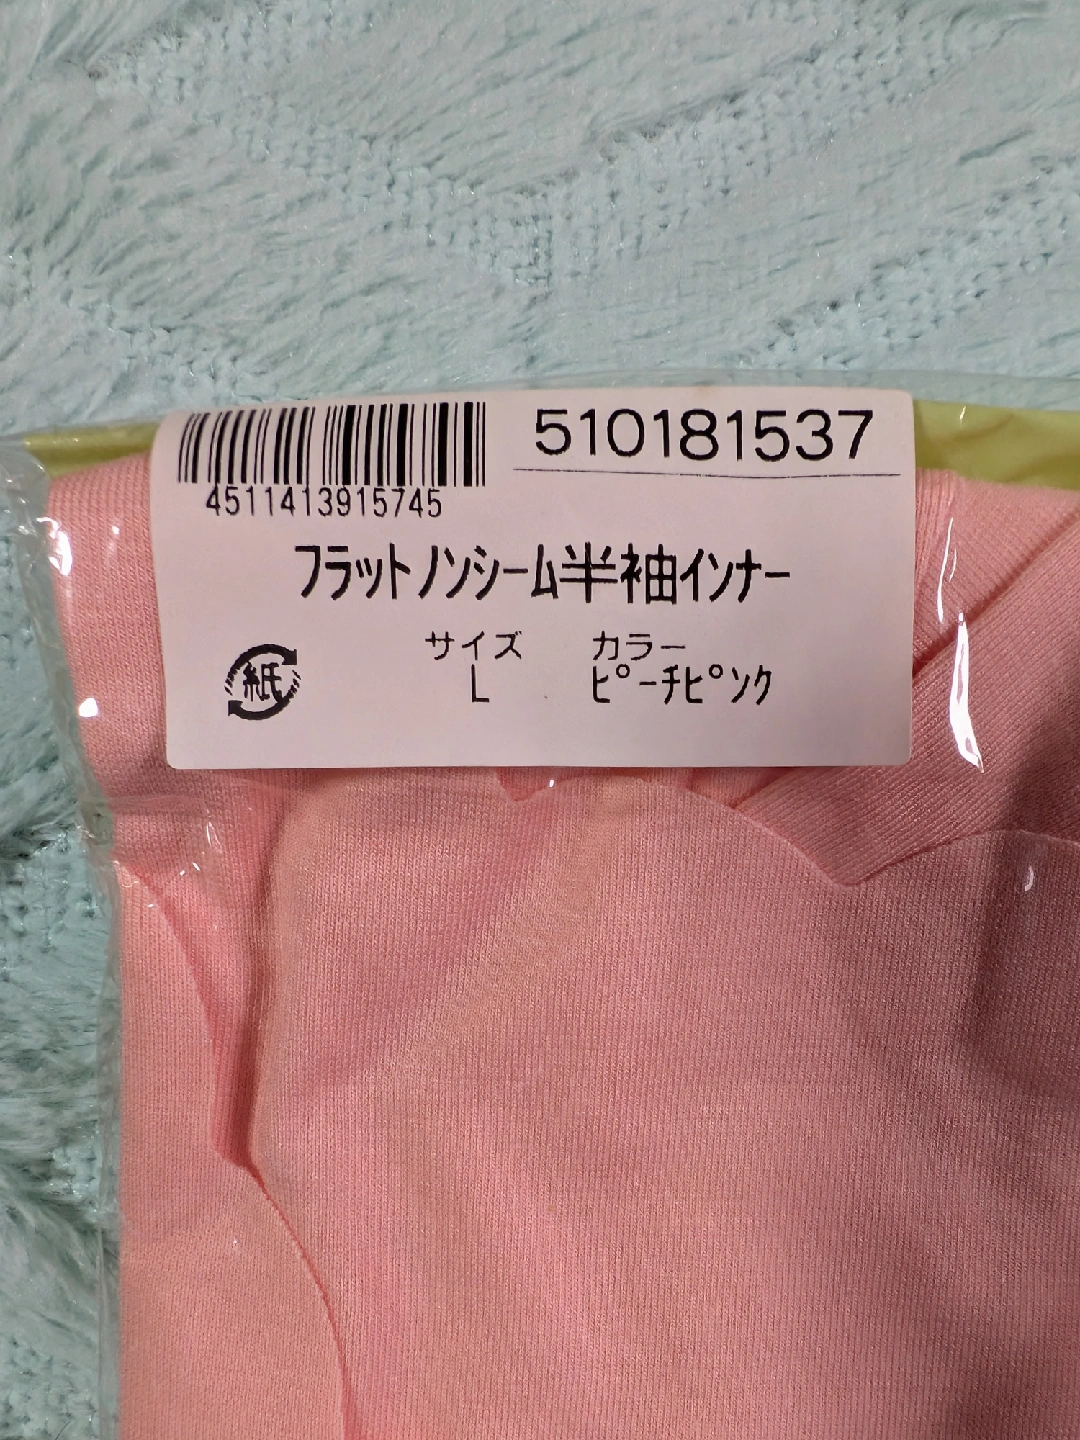 510181537
4511413915745
フラットノンシーム半袖インナー
サイズ カラー
L ピーチピンク
紙